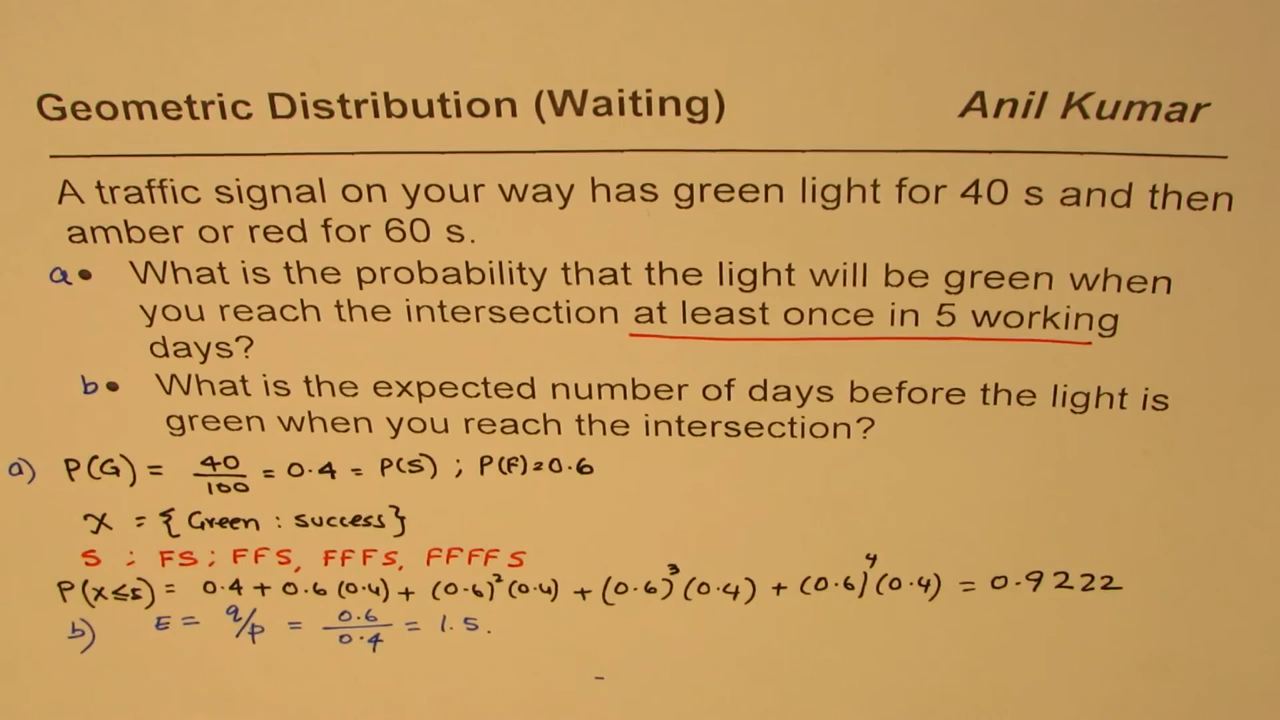 Geometric Distribution (Waiting) Anil Kumar
A traffic signal on your way has green light for 40 s and then
amber or red for 60 s.
a • What is the probability that the light will be green when
you reach the intersection at least once in 5 working
days?
b • What is the expected number of days before the light is
green when you reach the intersection?
a) P(G) = 40/100 = 0.4 = P(S) ; P(F) = 0.6
X = {Green : success}
S ; FS ; FFS, FFFS, FFFFS
P(X≤5) = 0.4 + 0.6 (0.4) + (0.6)²(0.4) + (0.6)³(0.4) + (0.6)⁴(0.4) = 0.9222
b) E = q/p = 0.6/0.4 = 1.5.